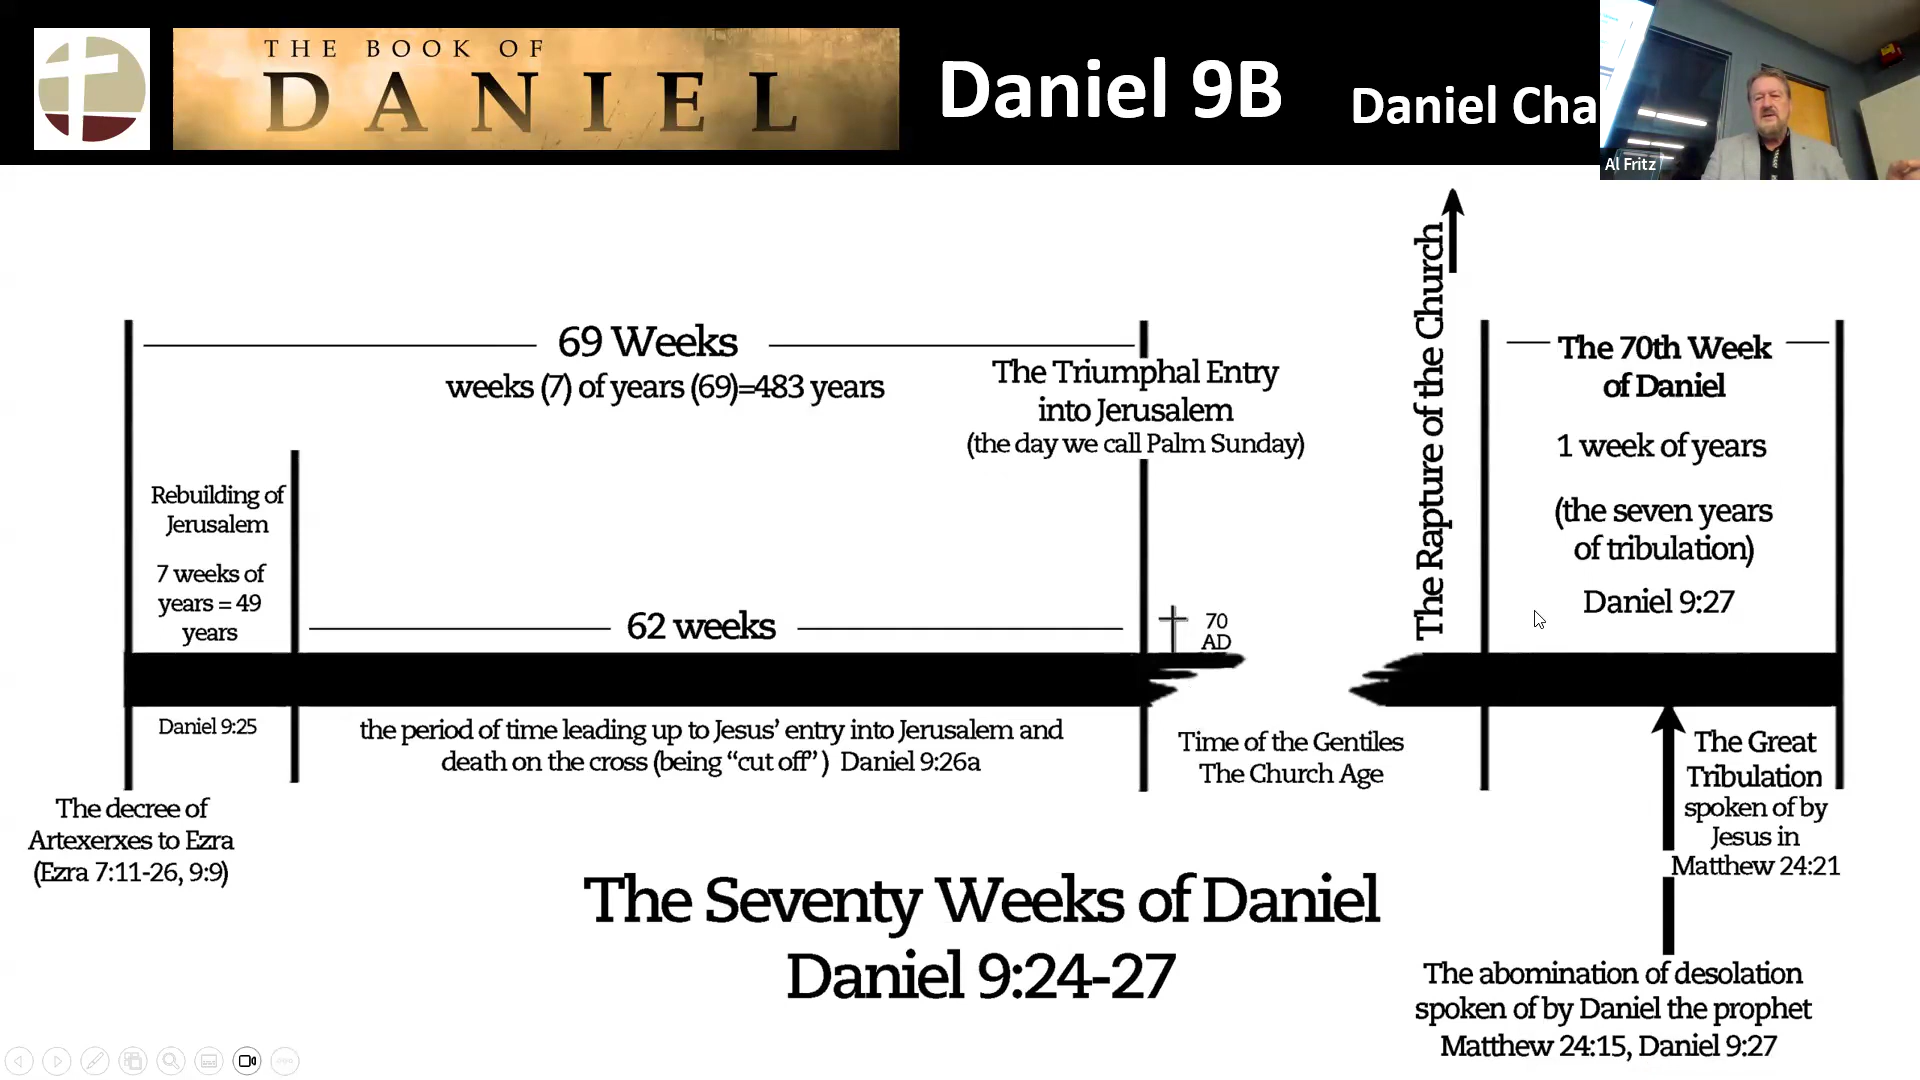 THE BOOK OF
DANIEL
Daniel 9B
Daniel Cha
Al Fritz
The Rapture of the Church
69 Weeks
weeks (7) of years (69)=483 years
The Triumphal Entry
into Jerusalem
(the day we call Palm Sunday)
The 70th Week
of Daniel
1 week of years
(the seven years
of tribulation)
Daniel 9:27
Rebuilding of
Jerusalem
7 weeks of
years = 49
years
62 weeks
70
AD
Daniel 9:25
the period of time leading up to Jesus’ entry into Jerusalem and
death on the cross (being “cut off”) Daniel 9:26a
Time of the Gentiles
The Church Age
The Great
Tribulation
spoken of by
Jesus in
Matthew 24:21
The decree of
Artexerxes to Ezra
(Ezra 7:11-26, 9:9)
The Seventy Weeks of Daniel
Daniel 9:24-27
The abomination of desolation
spoken of by Daniel the prophet
Matthew 24:15, Daniel 9:27